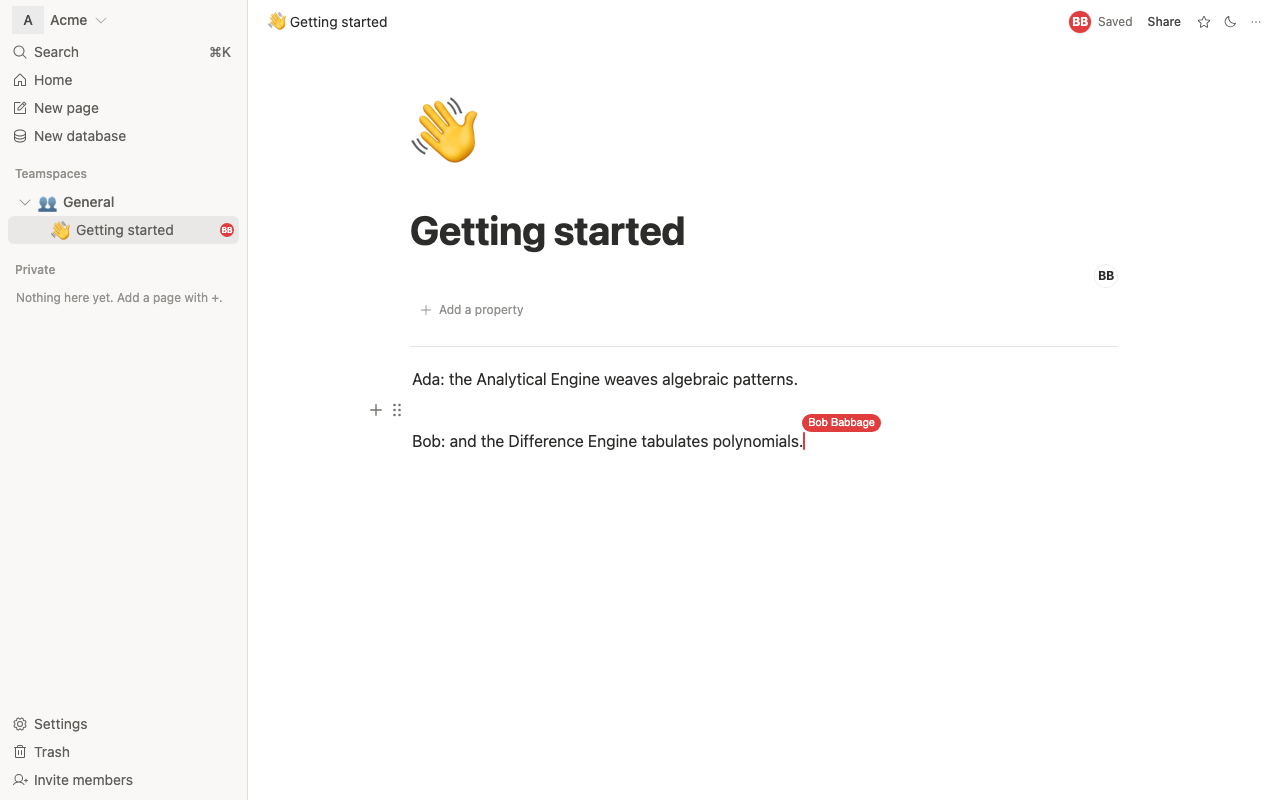 A Acme
Search ⌘K
Home
New page
New database
Teamspaces
General
Getting started BB
Private
Nothing here yet. Add a page with +.
Settings
Trash
Invite members
Getting started
BB Saved Share
Getting started
BB
Add a property
Ada: the Analytical Engine weaves algebraic patterns.
Bob Babbage
Bob: and the Difference Engine tabulates polynomials.